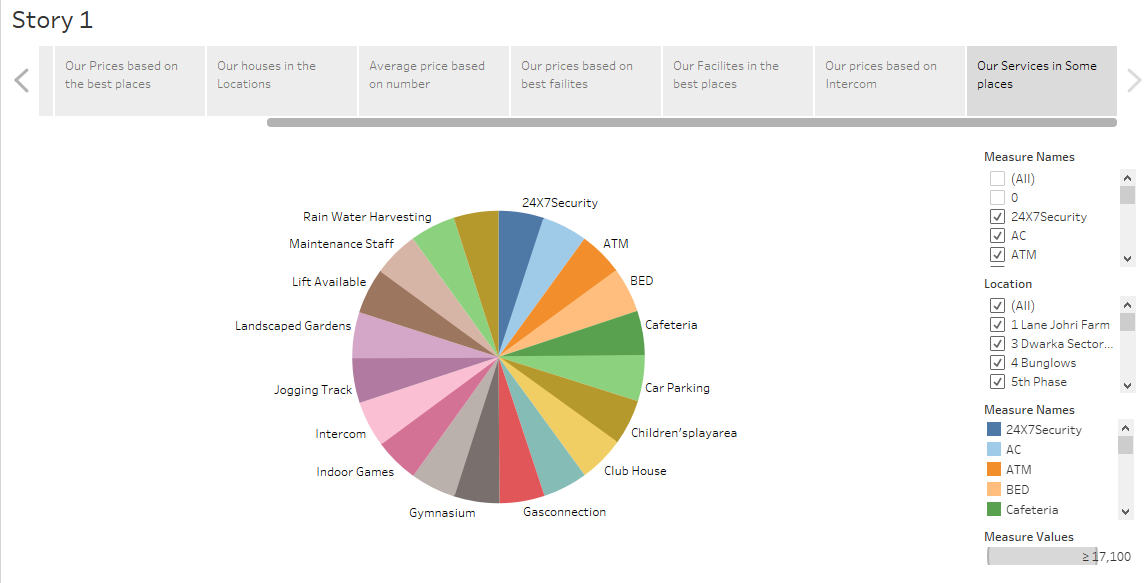 Story 1
Our Prices based on
the best places
Our houses in the
Locations
Average price based
on number
Our prices based on
best failites
Our Facilites in the
best places
Our prices based on
Intercom
Our Services in Some
places
Measure Names
(All)
0
24X7Security
AC
ATM
Location
(All)
1 Lane Johri Farm
3 Dwarka Sector...
4 Bunglows
5th Phase
Measure Names
24X7Security
AC
ATM
BED
Cafeteria
Measure Values
≥ 17,100
24X7Security
ATM
BED
Cafeteria
Car Parking
Children'splayarea
Club House
Gasconnection
Gymnasium
Indoor Games
Intercom
Jogging Track
Landscaped Gardens
Lift Available
Maintenance Staff
Rain Water Harvesting